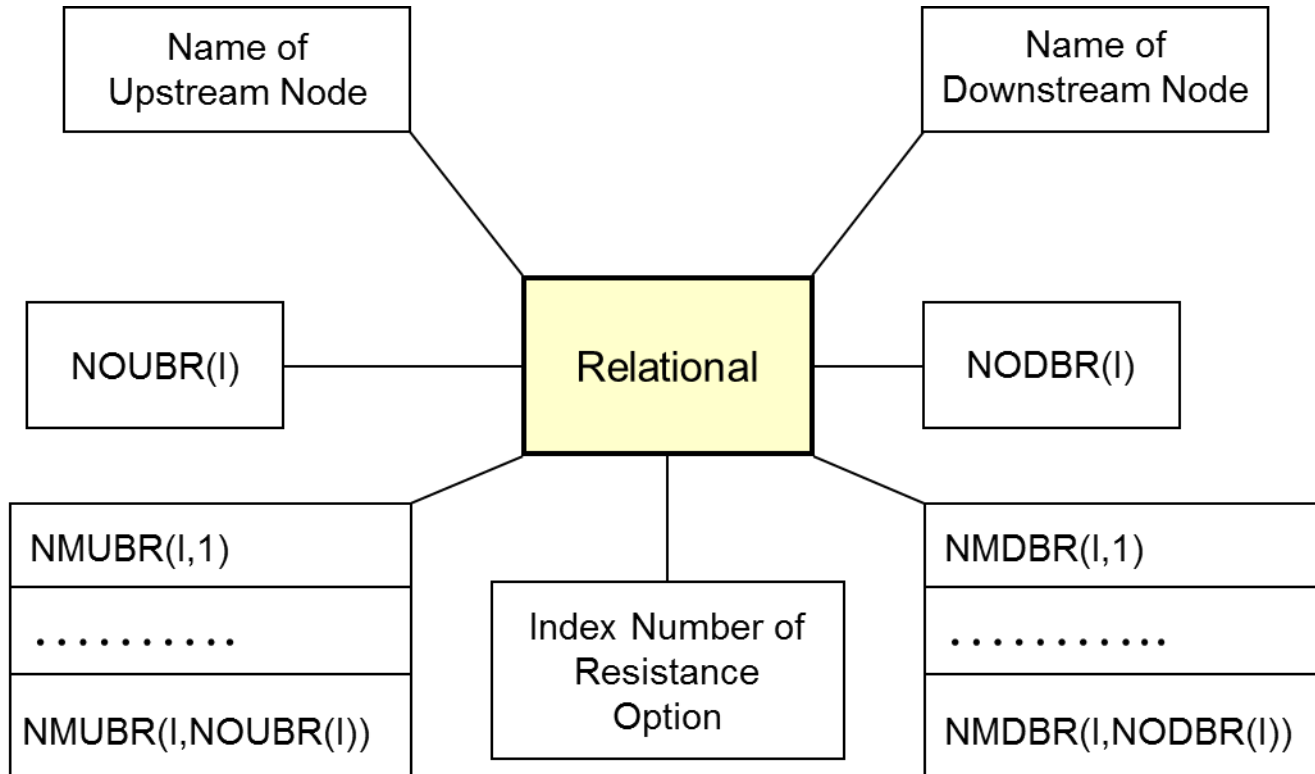 Name of
Upstream Node
Name of
Downstream Node
NOUBR(I)
Relational
NODBR(I)
NMUBR(I,1)
..........
NMUBR(I,NOUBR(I))
Index Number of
Resistance
Option
NMDBR(I,1)
...........
NMDBR(I,NODBR(I))